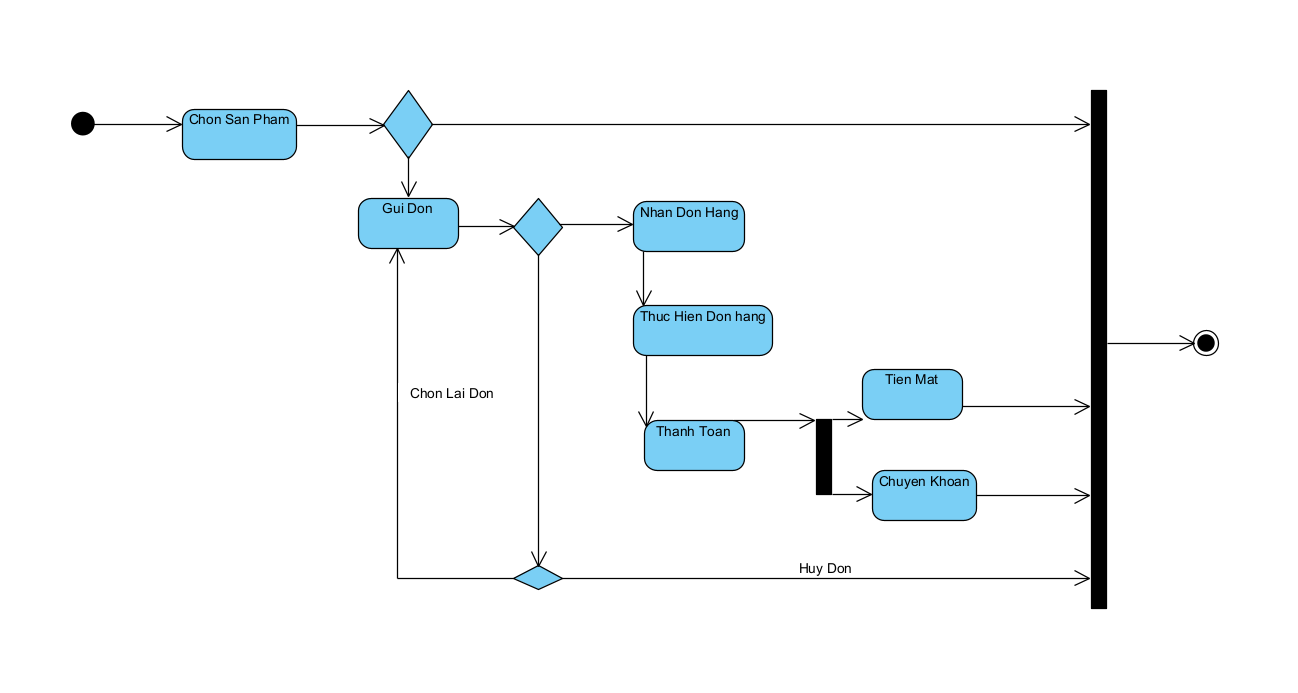 Chon San Pham
Gui Don
Nhan Don Hang
Thuc Hien Don hang
Tien Mat
Chon Lai Don
Thanh Toan
Chuyen Khoan
Huy Don